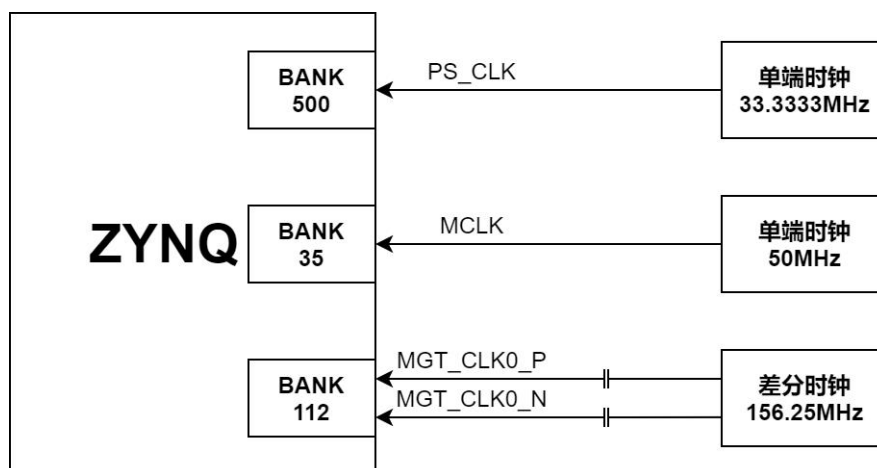 BANK
500
PS_CLK
单端时钟
33.3333MHz
ZYNQ
BANK
35
MCLK
单端时钟
50MHz
BANK
112
MGT_CLK0_P
MGT_CLK0_N
差分时钟
156.25MHz